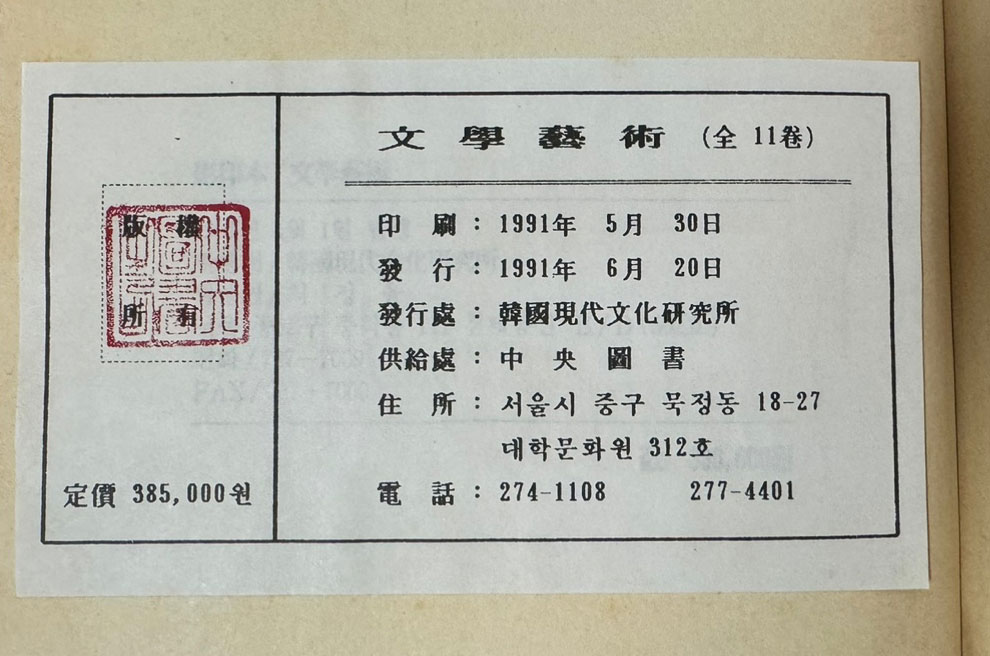 文學藝術 (全 11卷)
印刷 : 1991年 5月 30日
發行 : 1991年 6月 20日
發行處 : 韓國現代文化硏究所
供給處 : 中央圖書
住所 : 서울시 중구 묵정동 18-27
대학문화원 312호
電話 : 274-1108 277-4401
版權
所有
定價 385,000원